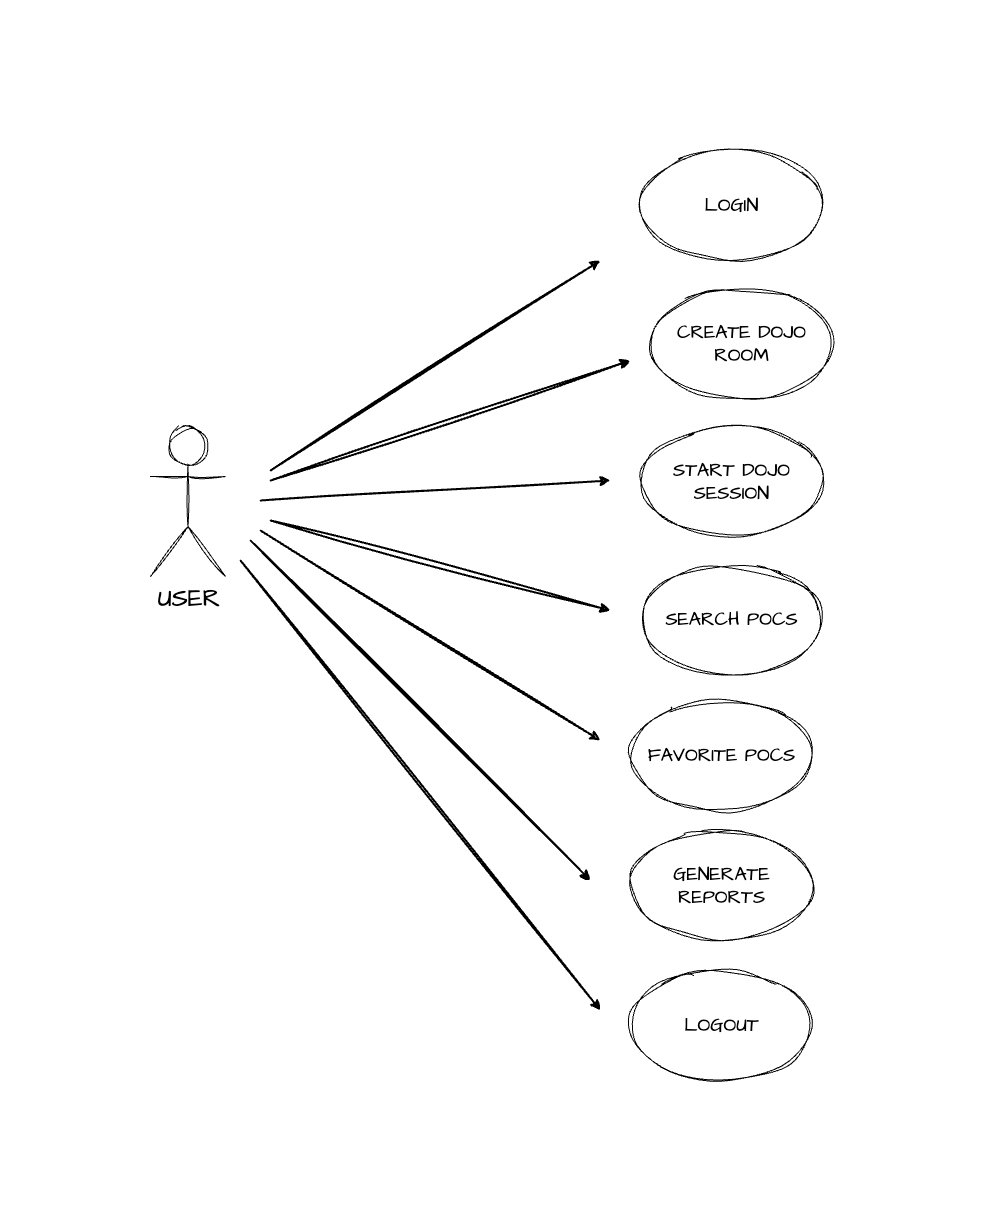 LOGIN
CREATE DOJO
ROOM
START DOJO
SESSION
SEARCH POCS
USER
FAVORITE POCS
GENERATE
REPORTS
LOGOUT